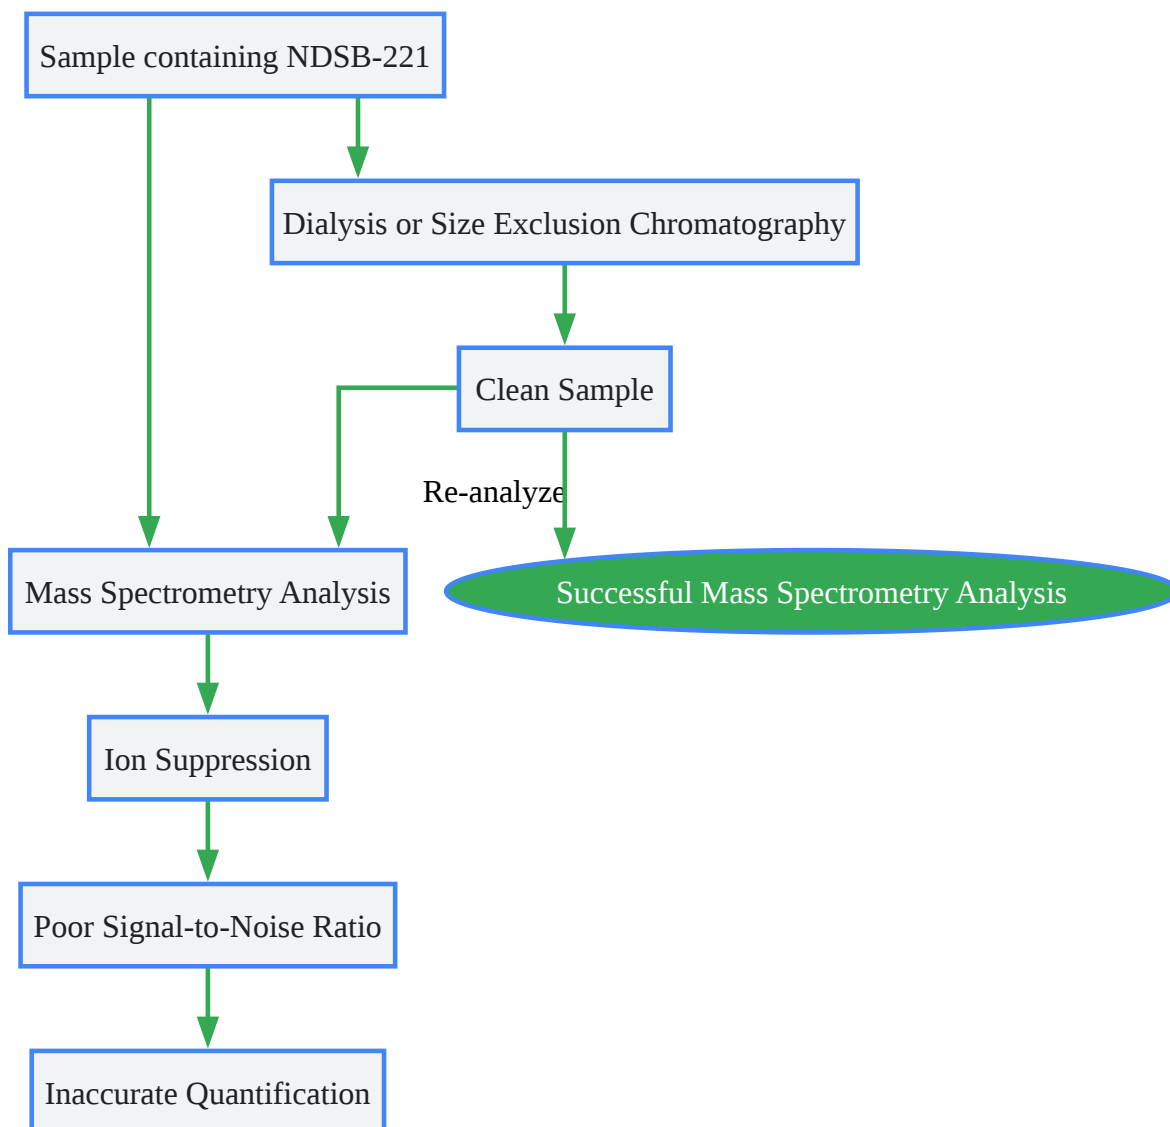 Sample containing NDSB-221
Dialysis or Size Exclusion Chromatography
Clean Sample
Re-analyze
Mass Spectrometry Analysis
Successful Mass Spectrometry Analysis
Ion Suppression
Poor Signal-to-Noise Ratio
Inaccurate Quantification